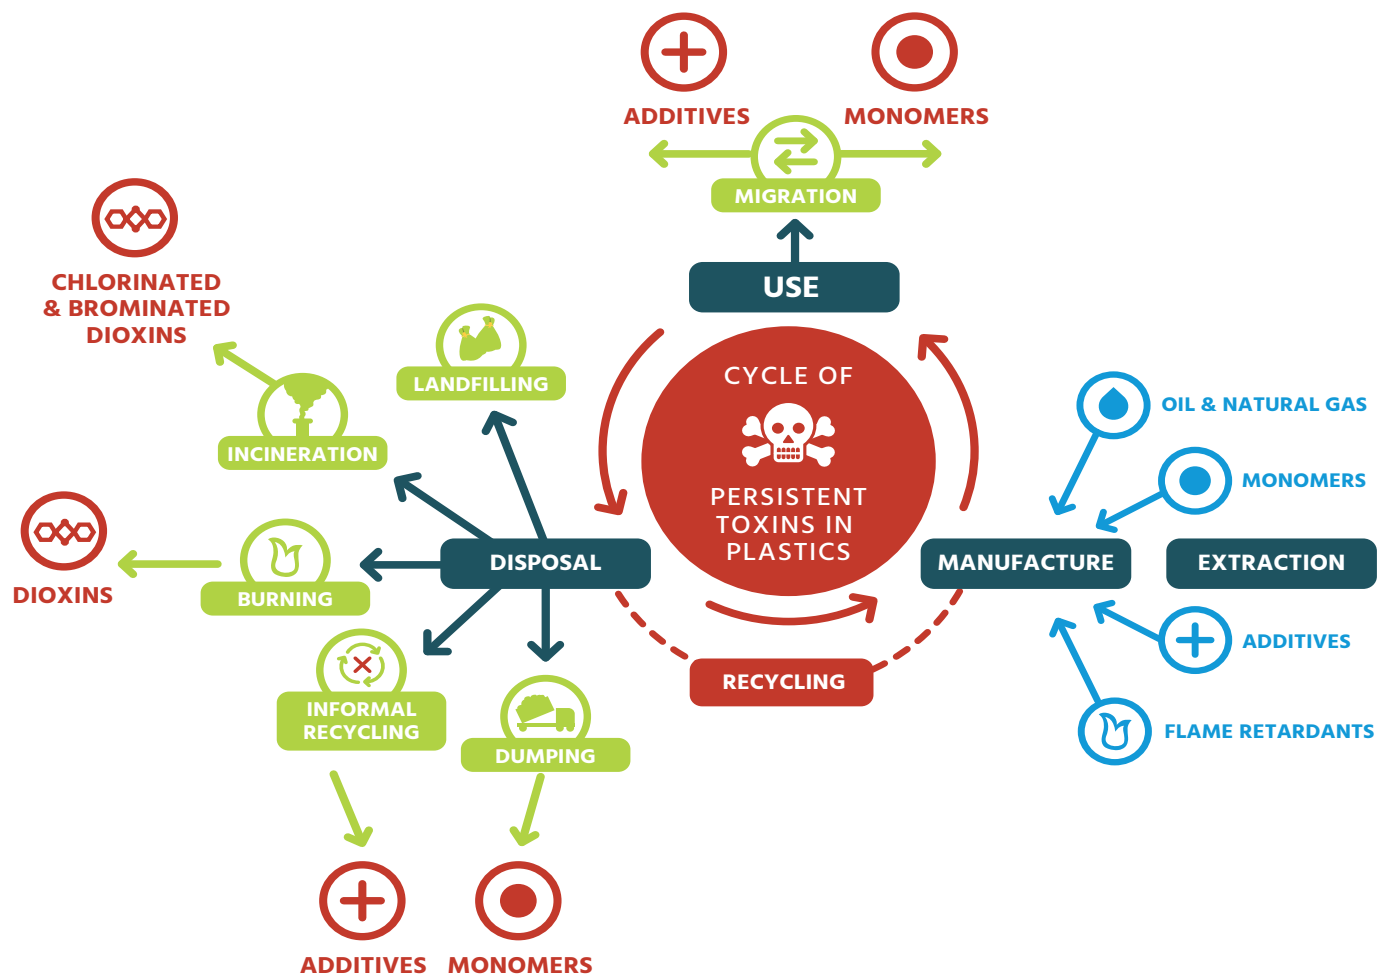 ADDITIVES
MONOMERS
MIGRATION
USE
CHLORINATED
& BROMINATED
DIOXINS
LANDFILLING
INCINERATION
CYCLE OF
PERSISTENT
TOXINS IN
PLASTICS
OIL & NATURAL GAS
MONOMERS
DISPOSAL
MANUFACTURE
EXTRACTION
DIOXINS
BURNING
ADDITIVES
RECYCLING
INFORMAL
RECYCLING
FLAME RETARDANTS
DUMPING
ADDITIVES
MONOMERS